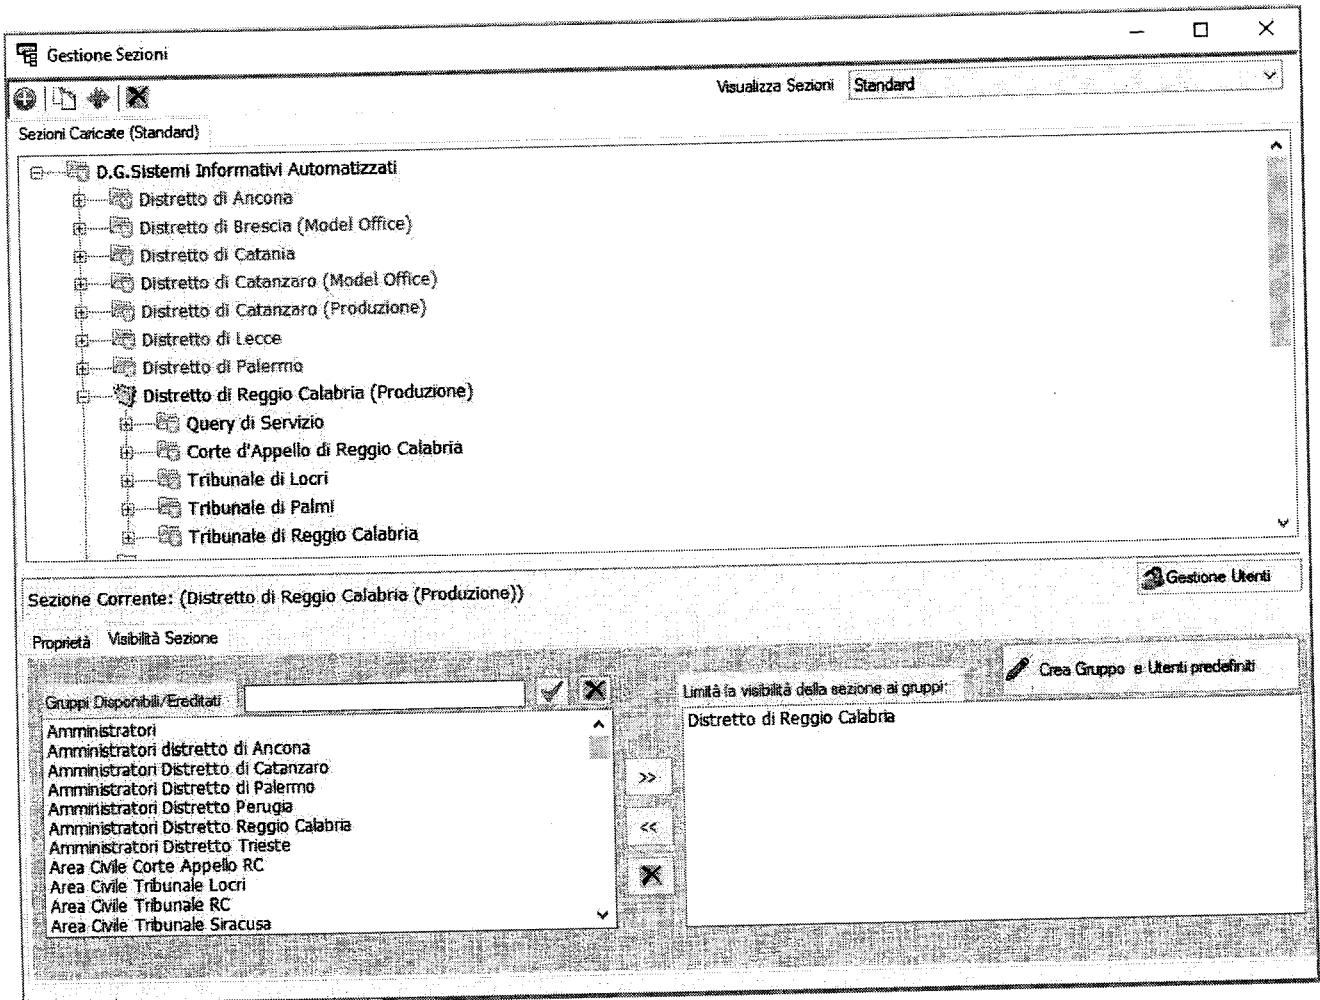 Gestione Sezioni
Visualizza Sezioni Standard
Sezioni Caricate (Standard)
D.G.Sistemi Informativi Automatizzati
Distretto di Ancona
Distretto di Brescia (Model Office)
Distretto di Catania
Distretto di Catanzaro (Model Office)
Distretto di Catanzaro (Produzione)
Distretto di Lecce
Distretto di Palermo
Distretto di Reggio Calabria (Produzione)
Query di Servizio
Corte d'Appello di Reggio Calabria
Tribunale di Locri
Tribunale di Palmi
Tribunale di Reggio Calabria
Gestione Utenti
Sezione Corrente: (Distretto di Reggio Calabria (Produzione))
Proprietà Visibilità Sezione
Crea Gruppo e Utenti predefiniti
Gruppi Disponibili/Ereditati
Limita la visibilità della sezione ai gruppi:
Amministratori
Amministratori distretto di Ancona
Amministratori Distretto di Catanzaro
Amministratori Distretto di Palermo
Amministratori Distretto Perugia
Amministratori Distretto Reggio Calabria
Amministratori Distretto Trieste
Area Civile Corte Appello RC
Area Civile Tribunale Locri
Area Civile Tribunale RC
Area Civile Tribunale Siracusa
>>
<<
Distretto di Reggio Calabria